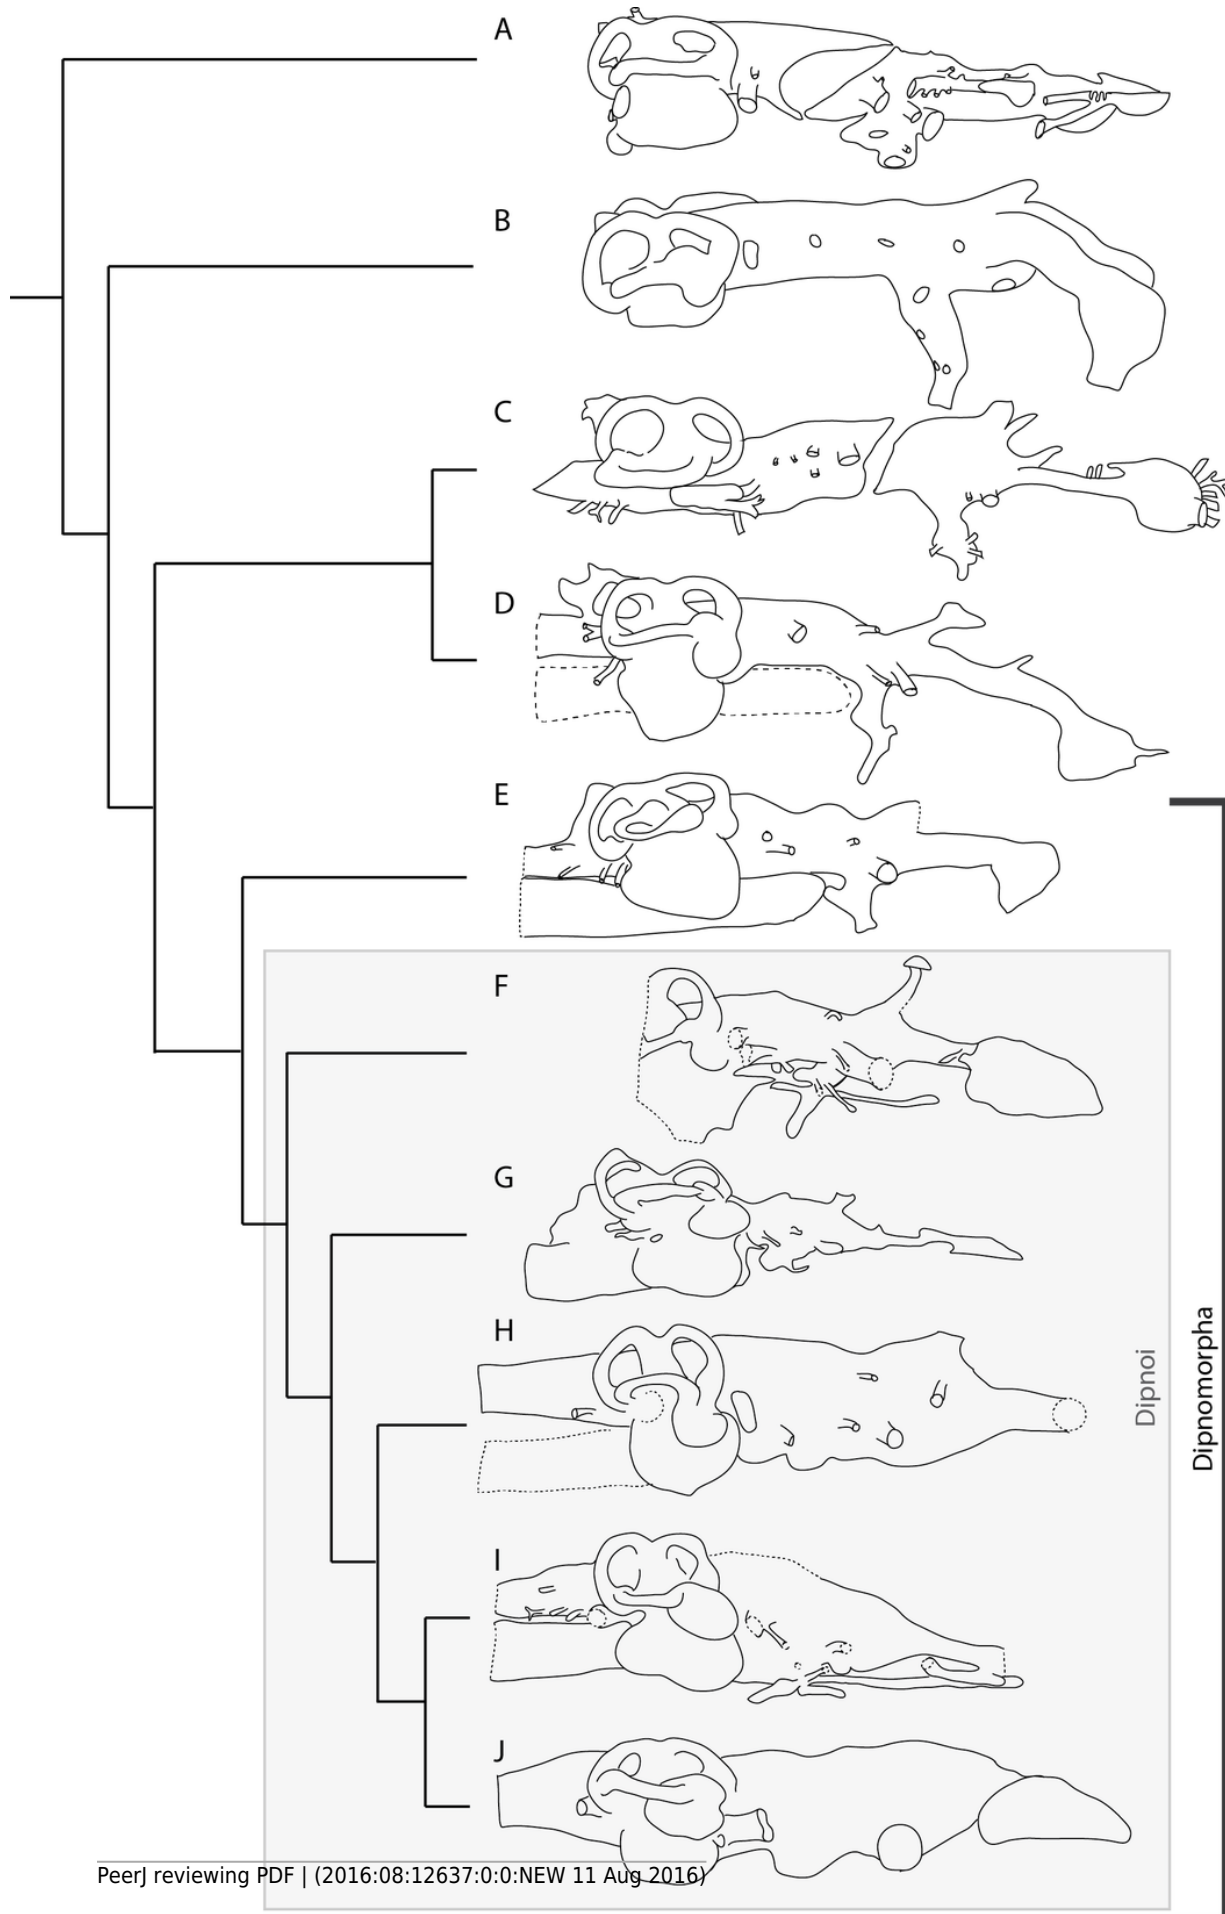 A
B
C
D
E
F
G
H
I
J
Dipnoi
Dipnomorpha
PeerJ reviewing PDF | (2016:08:12637:0:0:NEW 11 Aug 2016)